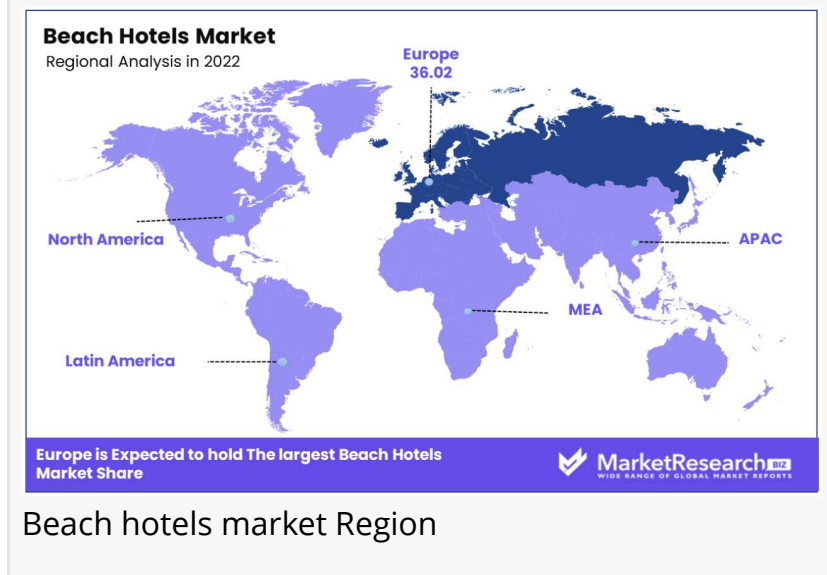 Beach Hotels Market
Regional Analysis in 2022
Europe
36.02
North America
APAC
MEA
Latin America
Europe is Expected to hold The largest Beach Hotels
Market Share
MarketResearch BIZ
WIDE RANGE OF GLOBAL MARKET REPORTS
Beach hotels market Region